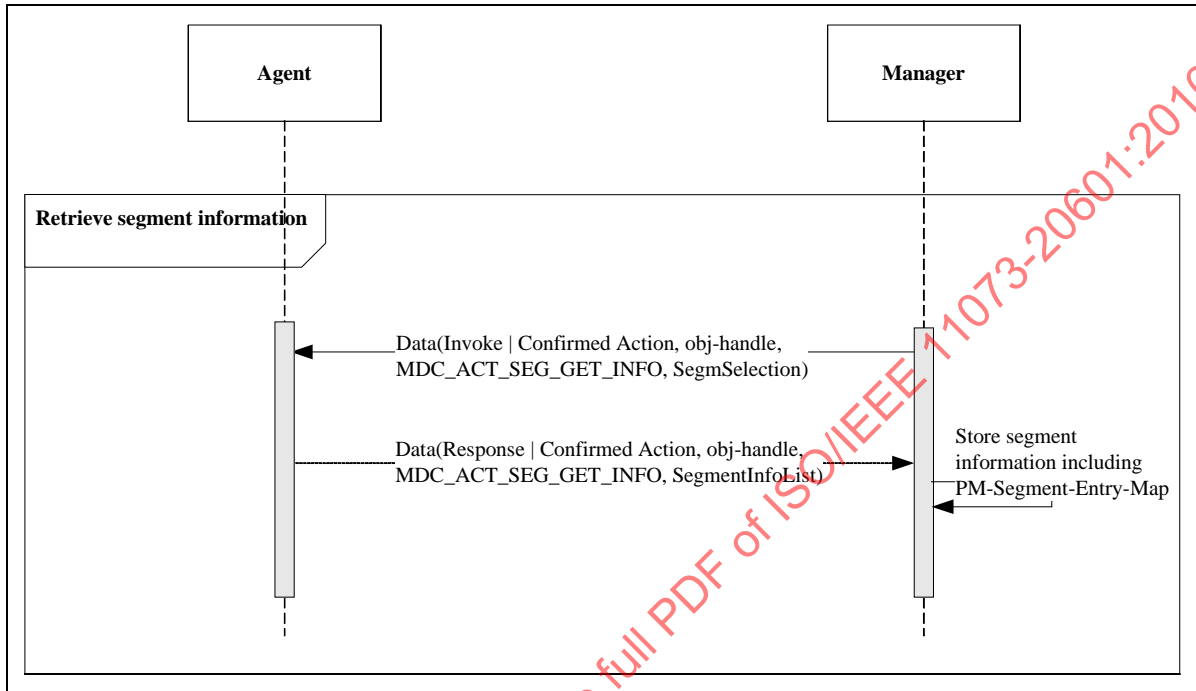 Agent
Manager
Retrieve segment information
Data(Invoke | Confirmed Action, obj-handle,
MDC_ACT_SEG_GET_INFO, SegmSelection)
Data(Response | Confirmed Action, obj-handle,
MDC_ACT_SEG_GET_INFO, SegmentInfoList)
Store segment
information including
PM-Segment-Entry-Map
full PDF of ISO/IEEE 11073-20601:2010